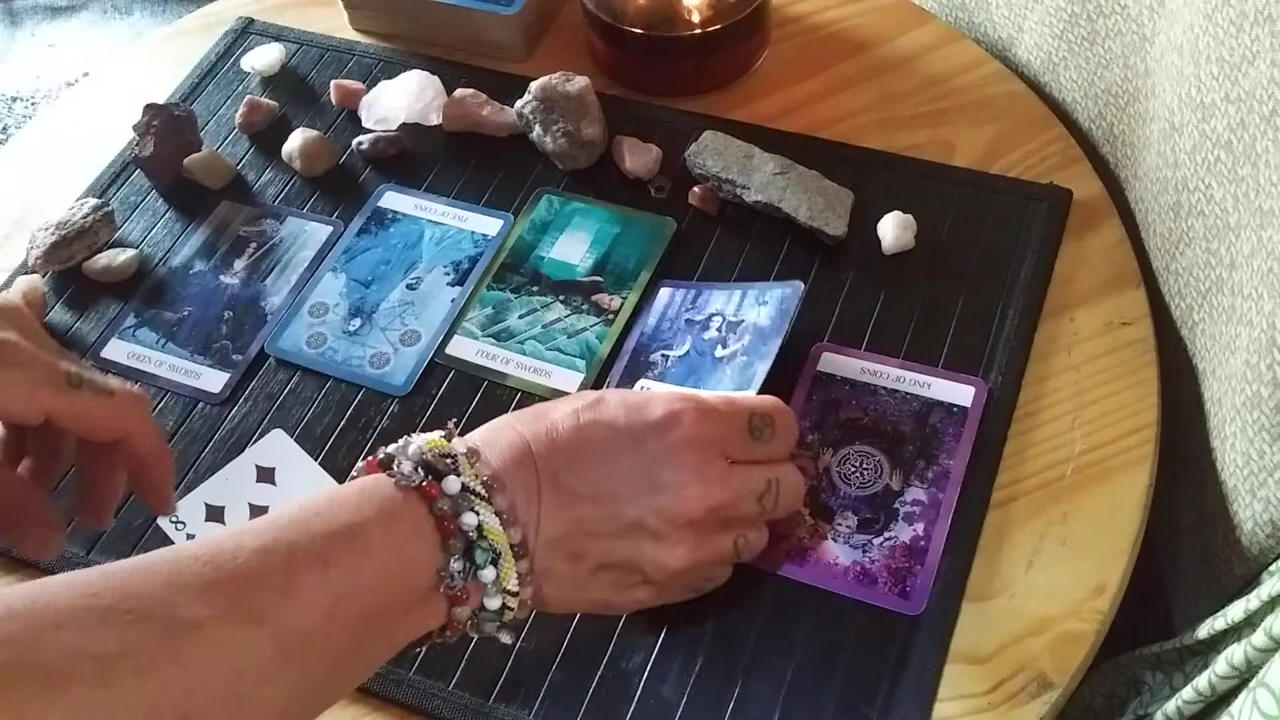 QUEEN OF SWORDS
FIVE OF COINS
FOUR OF SWORDS
KING OF COINS
8